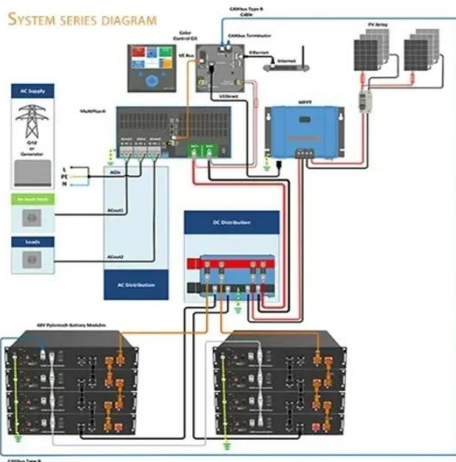 SYSTEM SERIES DIAGRAM
CANbus Type B
Cable
Color
Control GX
CANbus Terminator
PV Array
VE Bus
Ethernet
Internet
AC Supply
Grid
or
Generator
VE.Direct
MPPT
MultiPlus-II
L
PE
N
ACin
ACout1
Loads
ACout2
DC Distribution
AC Distribution
48V Pylontech Battery Modules
CANbus Type B